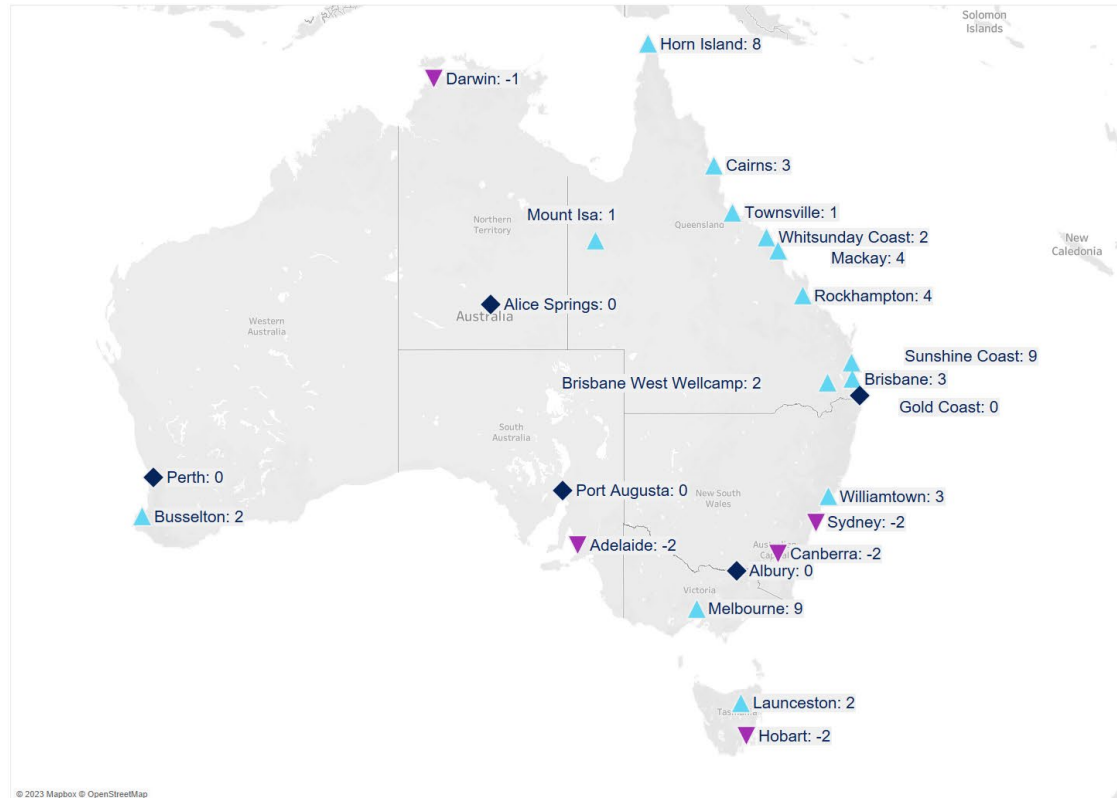 Solomon
Islands
Horn Island: 8
Darwin: -1
Cairns: 3
Mount Isa: 1
Townsville: 1
Northern
Territory
Queensland
Whitsunday Coast: 2
New
Caledonia
Mackay: 4
Rockhampton: 4
Alice Springs: 0
Australia
Western
Australia
Sunshine Coast: 9
Brisbane West Wellcamp: 2
Brisbane: 3
Gold Coast: 0
South
Australia
Perth: 0
Port Augusta: 0
New South
Wales
Williamtown: 3
Busselton: 2
Sydney: -2
Adelaide: -2
Australian
Capital
Canberra: -2
Albury: 0
Victoria
Melbourne: 9
Launceston: 2
Tasmania
Hobart: -2
© 2023 Mapbox © OpenStreetMap